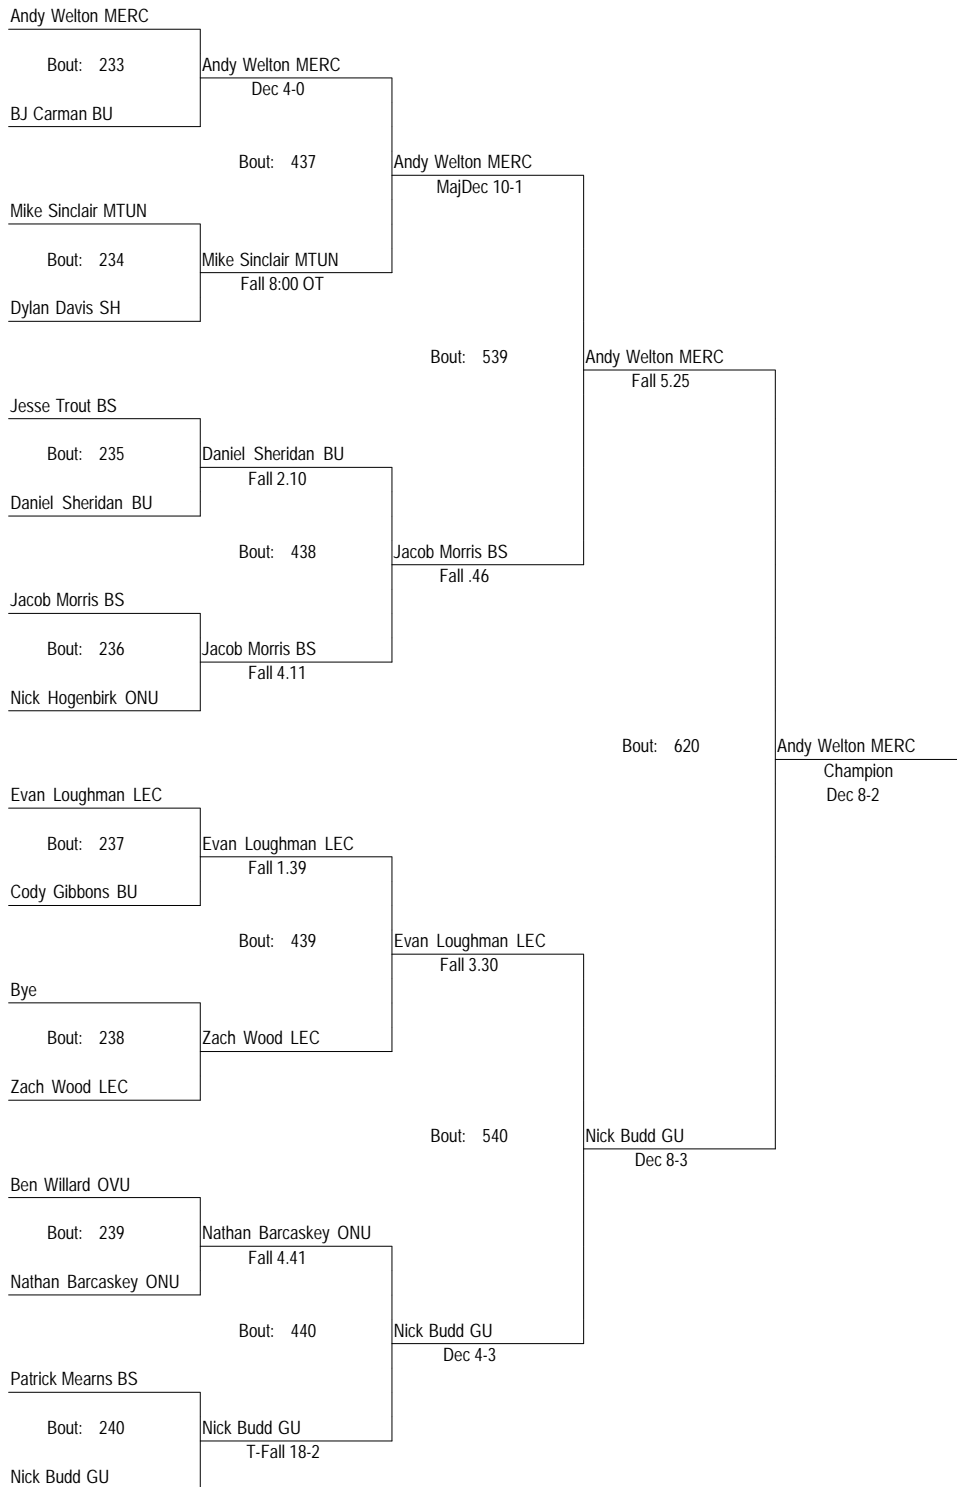 Andy Welton MERC
Bout: 233
Andy Welton MERC
Dec 4-0
BJ Carman BU
Bout: 437
Andy Welton MERC
MajDec 10-1
Mike Sinclair MTUN
Bout: 234
Mike Sinclair MTUN
Fall 8:00 OT
Dylan Davis SH
Bout: 539
Andy Welton MERC
Fall 5.25
Jesse Trout BS
Bout: 235
Daniel Sheridan BU
Fall 2.10
Daniel Sheridan BU
Bout: 438
Jacob Morris BS
Fall .46
Jacob Morris BS
Bout: 236
Jacob Morris BS
Fall 4.11
Nick Hogenbirk ONU
Bout: 620
Andy Welton MERC
Champion
Dec 8-2
Evan Loughman LEC
Bout: 237
Evan Loughman LEC
Fall 1.39
Cody Gibbons BU
Bout: 439
Evan Loughman LEC
Fall 3.30
Bye
Bout: 238
Zach Wood LEC
Zach Wood LEC
Bout: 540
Nick Budd GU
Dec 8-3
Ben Willard OVU
Bout: 239
Nathan Barcaskey ONU
Fall 4.41
Nathan Barcaskey ONU
Bout: 440
Nick Budd GU
Dec 4-3
Patrick Mearns BS
Bout: 240
Nick Budd GU
T-Fall 18-2
Nick Budd GU